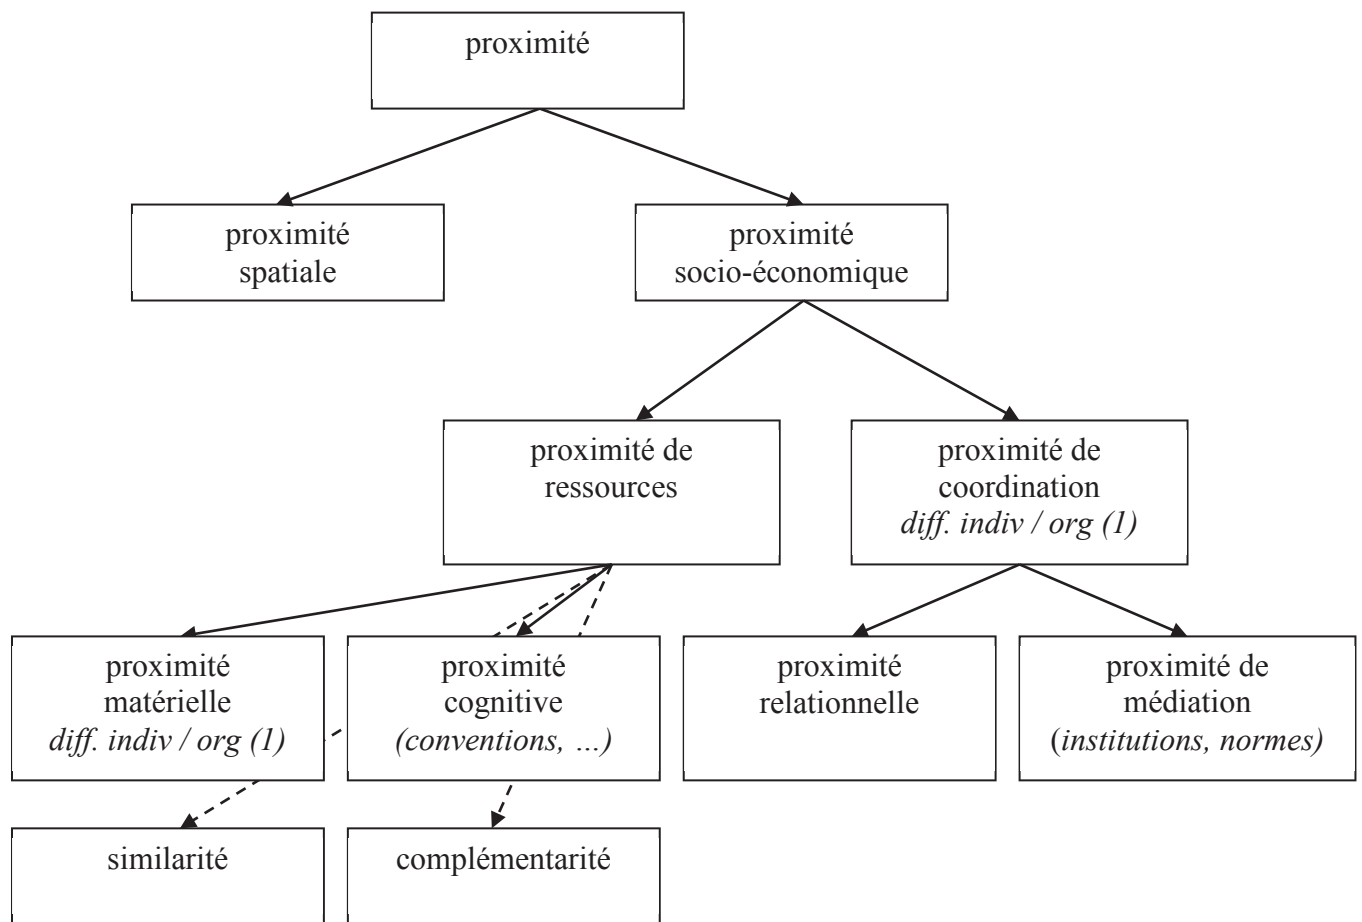 proximité
proximité
spatiale
proximité
socio-économique
proximité de
ressources
proximité de
coordination
diff. indiv / org (1)
proximité
matérielle
diff. indiv / org (1)
proximité
cognitive
(conventions, ...)
proximité
relationnelle
proximité de
médiation
(institutions, normes)
similarité
complémentarité